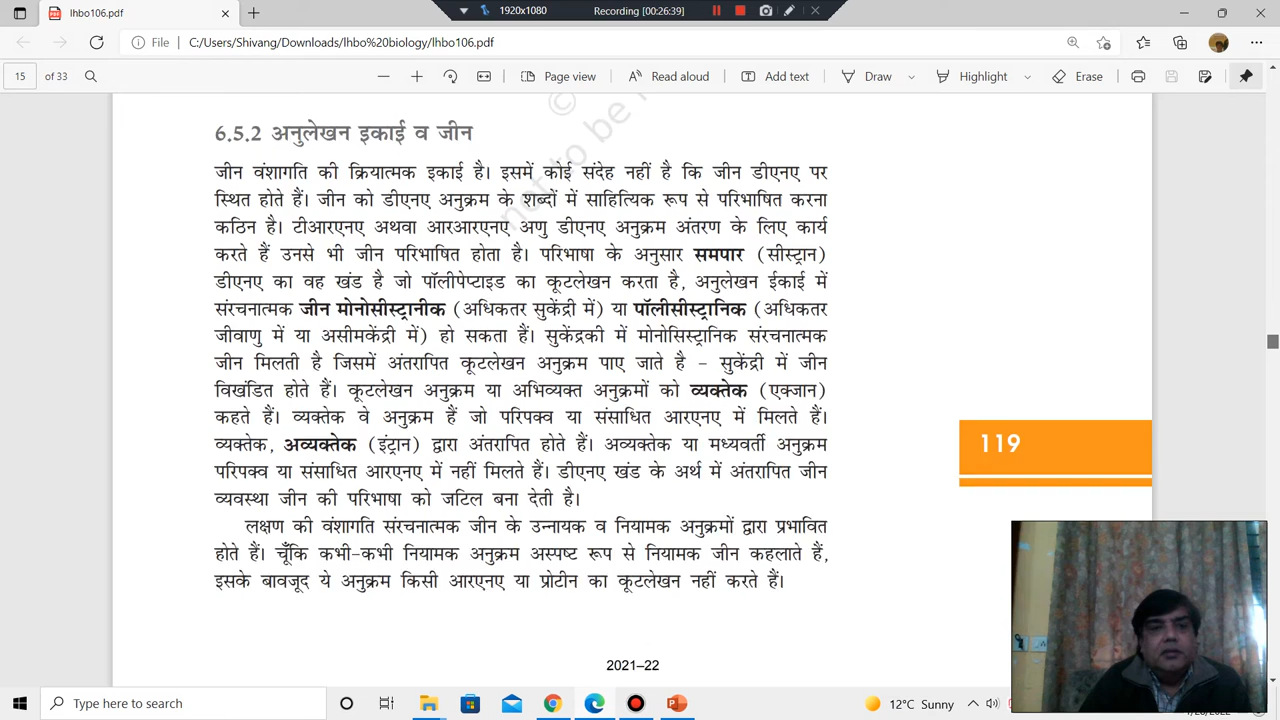 lhbo106.pdf
1920x1080
Recording [00:26:39]
File
C:/Users/Shivang/Downloads/lhbo%20biology/lhbo106.pdf
15 of 33
Page view
Read aloud
Add text
Draw
Highlight
Erase
©
not to be
6.5.2 अनुलेखन इकाई व जीन
जीन वंशागति की क्रियात्मक इकाई है। इसमें कोई संदेह नहीं है कि जीन डीएनए पर
स्थित होते हैं। जीन को डीएनए अनुक्रम के शब्दों में साहित्यिक रूप से परिभाषित करना
कठिन है। टीआरएनए अथवा आरआरएनए अणु डीएनए अनुक्रम अंतरण के लिए कार्य
करते हैं उनसे भी जीन परिभाषित होता है। परिभाषा के अनुसार समपार (सीस्ट्रान)
डीएनए का वह खंड है जो पॉलीपेप्टाइड का कूटलेखन करता है, अनुलेखन ईकाई में
संरचनात्मक जीन मोनोसीस्ट्रानीक (अधिकतर सुकेंद्री में) या पॉलीसीस्ट्रानिक (अधिकतर
जीवाणु में या असीमकेंद्री में) हो सकता हैं। सुकेंद्रकी में मोनोसिस्ट्रानिक संरचनात्मक
जीन मिलती है जिसमें अंतरापित कूटलेखन अनुक्रम पाए जाते है – सुकेंद्री में जीन
विखंडित होते हैं। कूटलेखन अनुक्रम या अभिव्यक्त अनुक्रमों को व्यक्तेक (एक्जान)
कहते हैं। व्यक्तेक वे अनुक्रम हैं जो परिपक्व या संसाधित आरएनए में मिलते हैं।
व्यक्तेक, अव्यक्तेक (इंट्रान) द्वारा अंतरापित होते हैं। अव्यक्तेक या मध्यवर्ती अनुक्रम
परिपक्व या संसाधित आरएनए में नहीं मिलते हैं। डीएनए खंड के अर्थ में अंतरापित जीन
व्यवस्था जीन की परिभाषा को जटिल बना देती है।
लक्षण की वंशागति संरचनात्मक जीन के उन्नायक व नियामक अनुक्रमों द्वारा प्रभावित
होते हैं। चूँकि कभी-कभी नियामक अनुक्रम अस्पष्ट रूप से नियामक जीन कहलाते हैं,
इसके बावजूद ये अनुक्रम किसी आरएनए या प्रोटीन का कूटलेखन नहीं करते हैं।
119
2021–22
Type here to search
12°C Sunny